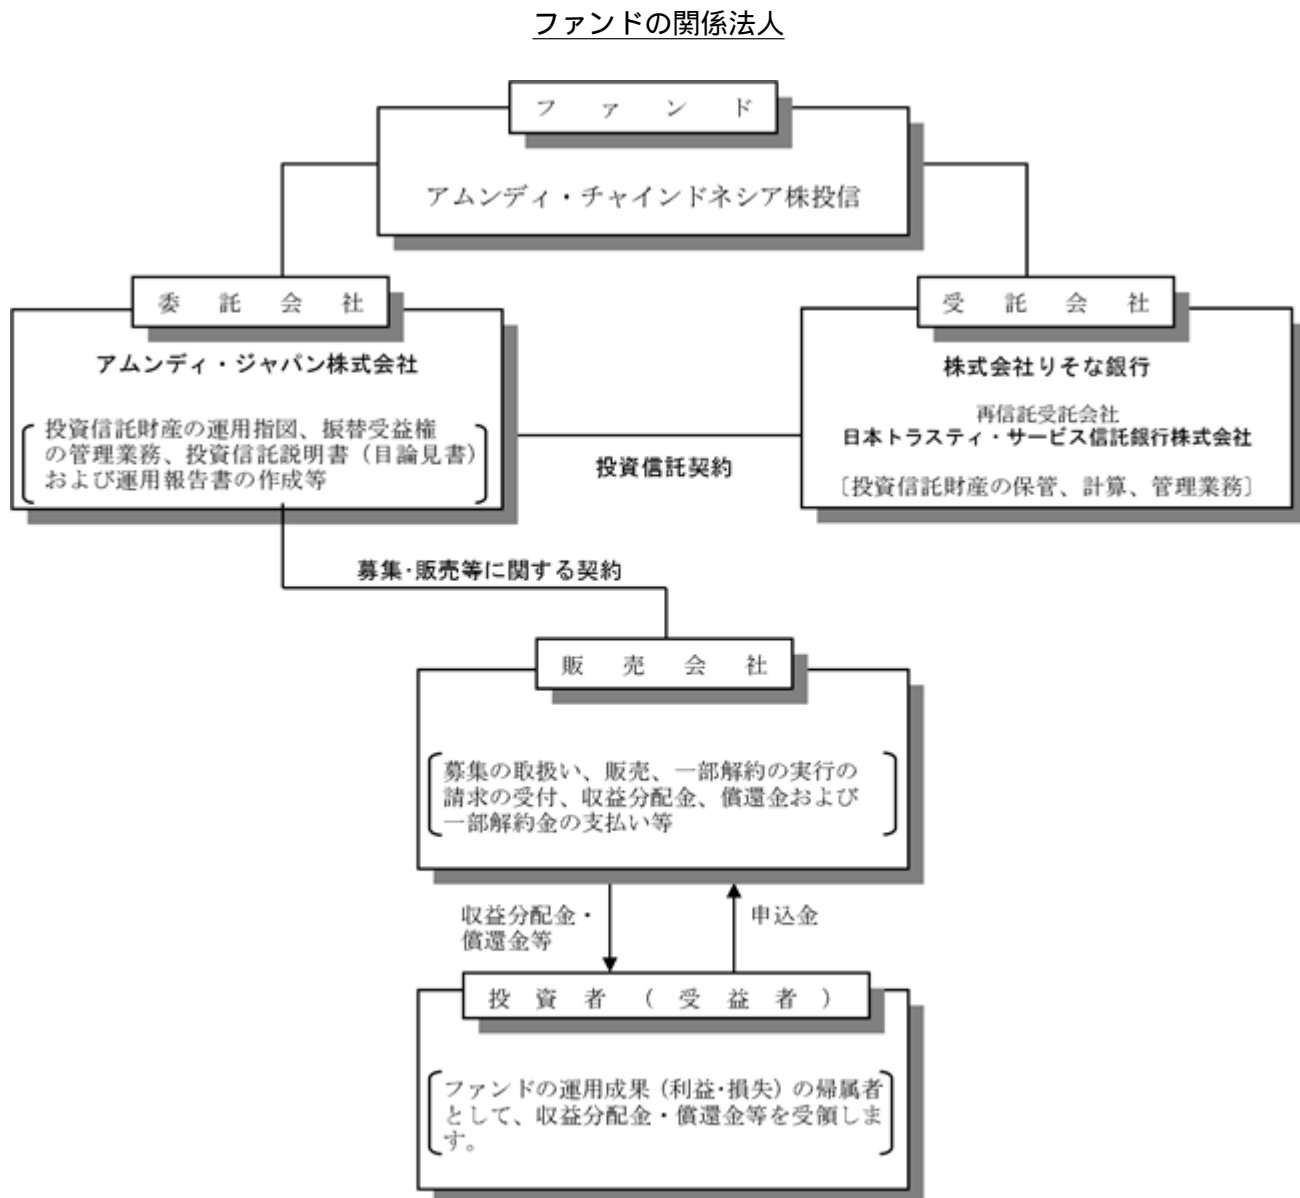 ファンドの関係法人
ファンド
アムンディ・チャインドネシア株投信
委託会社
アムンディ・ジャパン株式会社
投資信託財産の運用指図、振替受益権
の管理業務、投資信託説明書（目論見書）
および運用報告書の作成等
投資信託契約
受託会社
株式会社りそな銀行
再信託受託会社
日本トラスティ・サービス信託銀行株式会社
〔投資信託財産の保管、計算、管理業務〕
募集・販売等に関する契約
販売会社
募集の取扱い、販売、一部解約の実行の
請求の受付、収益分配金、償還金および
一部解約金の支払い等
収益分配金・
償還金等
申込金
投資者（受益者）
ファンドの運用成果（利益・損失）の帰属者
として、収益分配金・償還金等を受領しま
す。